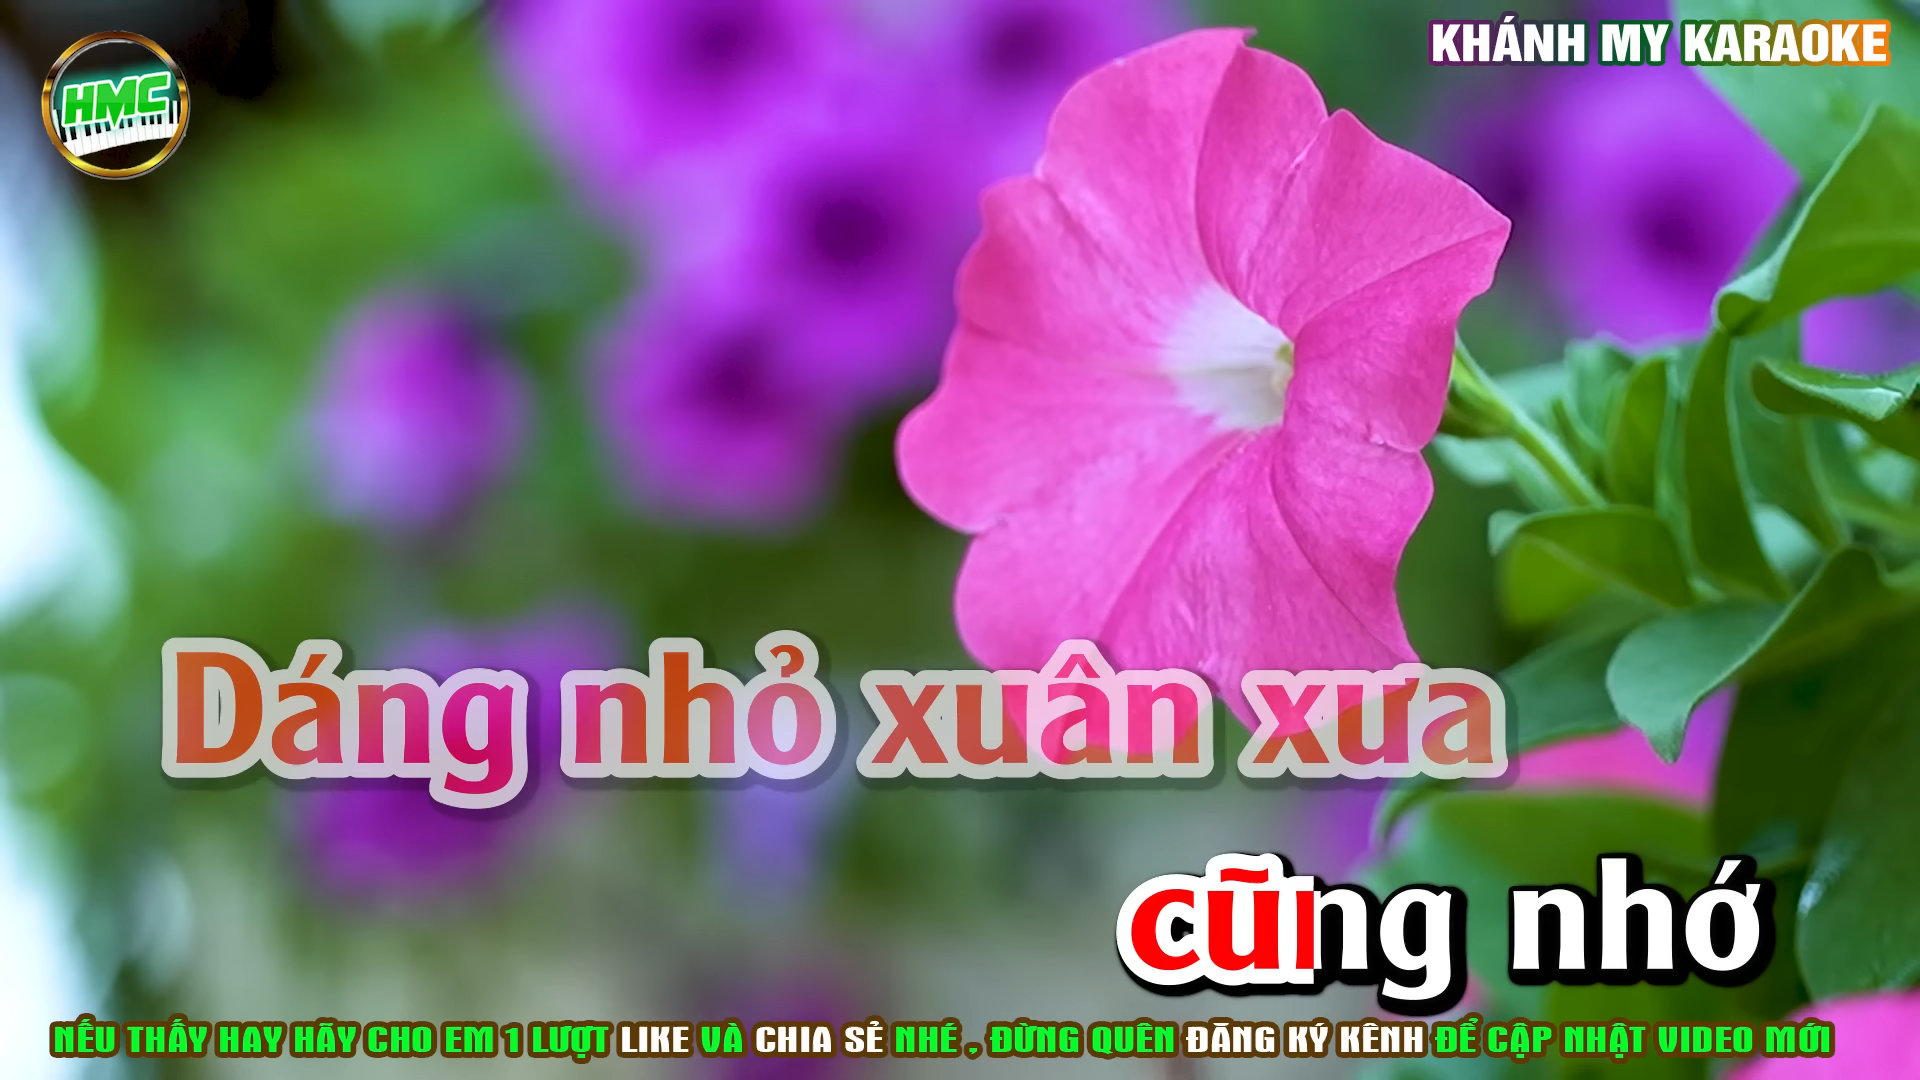 KHÁNH MY KARAOKE
HMC
Dáng nhỏ xuân xưa
cũng nhớ
NẾU THẤY HAY HÃY CHO EM 1 LƯỢT LIKE VÀ CHIA SẺ NHÉ , ĐỪNG QUÊN ĐĂNG KÝ KÊNH ĐỂ CẬP NHẬT VIDEO MỚI